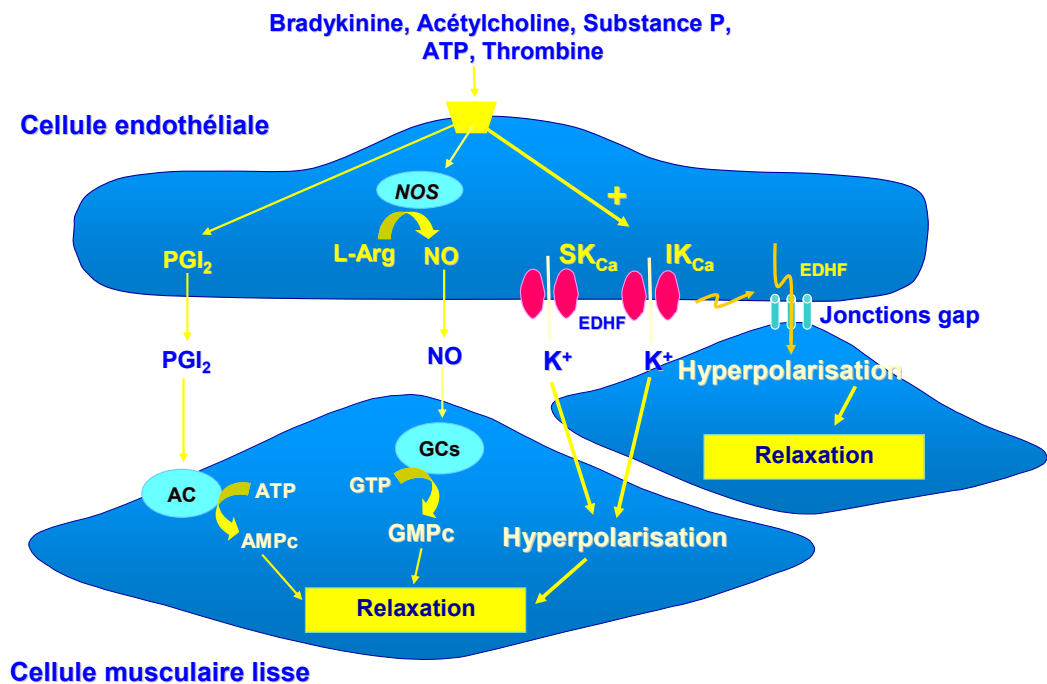 Bradykinine, Acétylcholine, Substance P,
ATP, Thrombine
Cellule endothéliale
NOS
+
L-Arg NO
PGI₂
SKCa IKCa
EDHF
EDHF
Jonctions gap
PGI₂
NO
K⁺ K⁺
Hyperpolarisation
Relaxation
GCs
AC
ATP
GTP
AMPc
GMPc
Hyperpolarisation
Relaxation
Cellule musculaire lisse